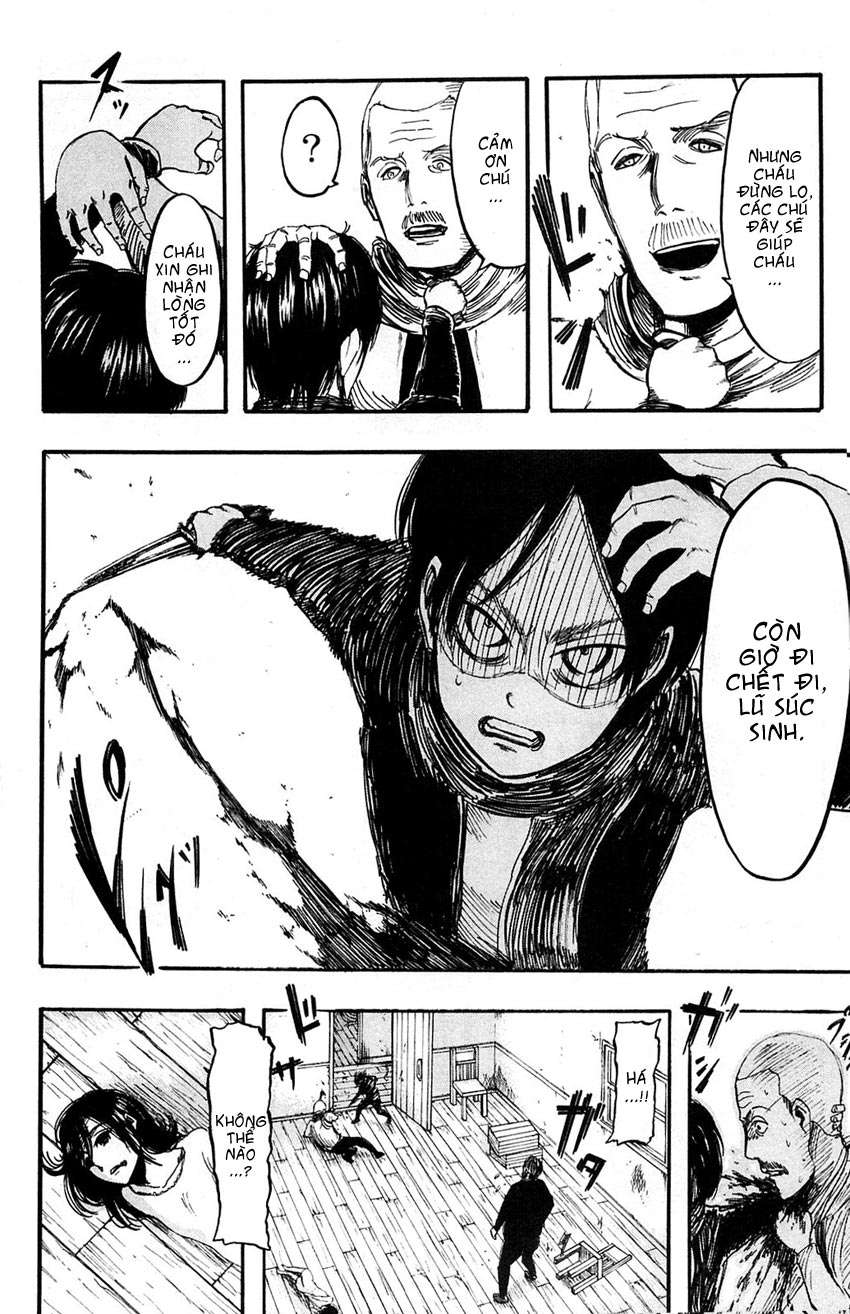 NHƯNG
CHÁU
ĐỪNG LO,
CÁC CHÚ
ĐÂY SẼ
GIÚP
CHÁU
...
CẢM
ƠN
CHÚ
...
?
CHÁU
XIN GHI
NHẬN
LÒNG
TỐT
ĐÓ
...
CÒN
GIỜ ĐI
CHẾT ĐI,
LŨ SÚC
SINH.
HÁ
...!!
KHÔNG
THỂ
NÀO
...?